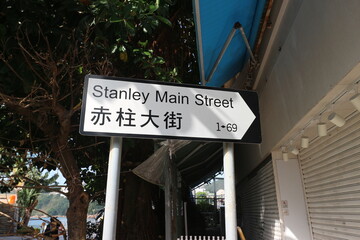 Stanley Main Street
赤柱大街
1-69